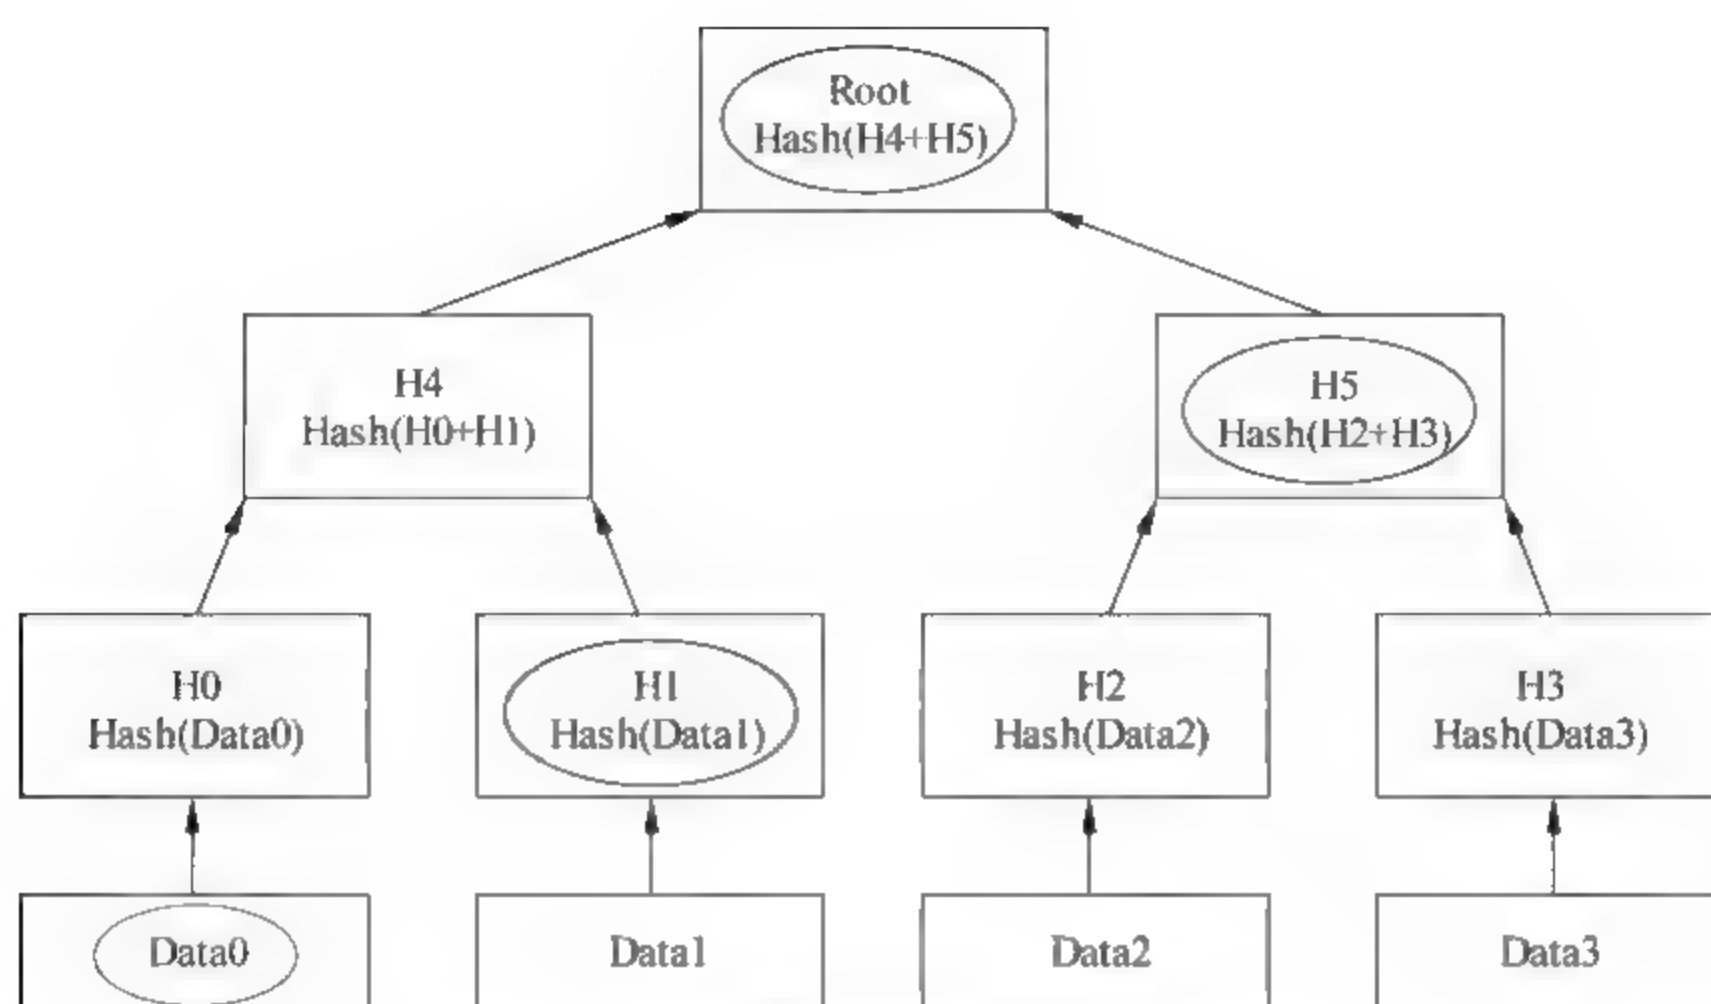 Root
Hash(H4+H5)
H4
Hash(H0+H1)
H5
Hash(H2+H3)
H0
Hash(Data0)
H1
Hash(Data1)
H2
Hash(Data2)
H3
Hash(Data3)
Data0
Data1
Data2
Data3